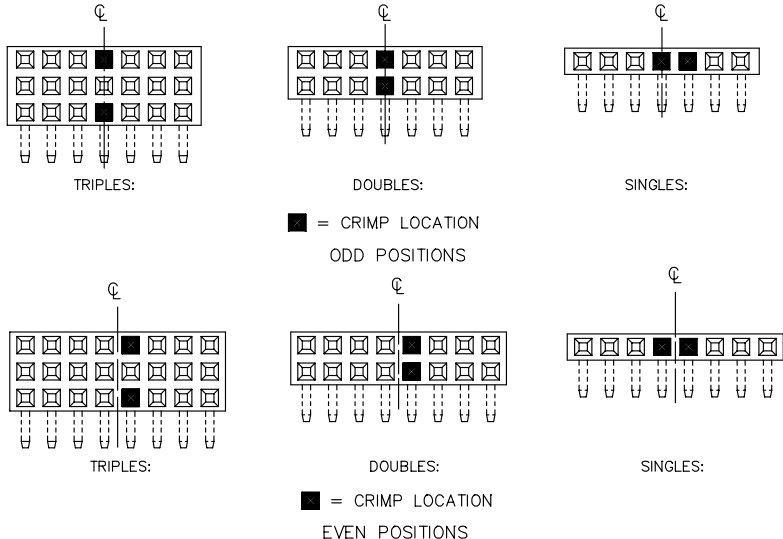 ℄ ℄ ℄
TRIPLES: DOUBLES: SINGLES:
= CRIMP LOCATION
ODD POSITIONS
℄ ℄ ℄
TRIPLES: DOUBLES: SINGLES:
= CRIMP LOCATION
EVEN POSITIONS